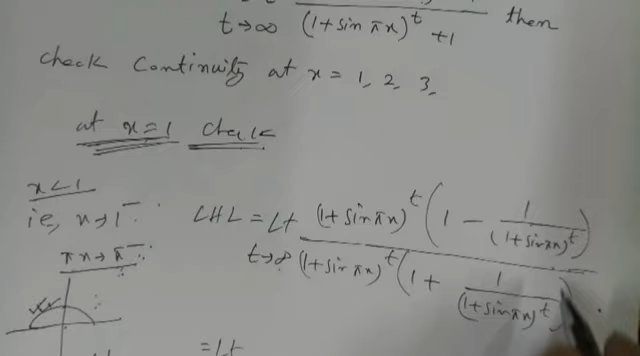 t→∞ (1+sin πx)^t +1 then
check Continuity at x = 1, 2, 3,
at x=1 check
x<1
ie, x→1⁻
πx→π⁻
LHL = Lt t→∞ (1+sin πx)^t (1 - 1/(1+sin πx)^t) / (1+sin πx)^t (1 + 1/(1+sin πx)^t)
= Lt